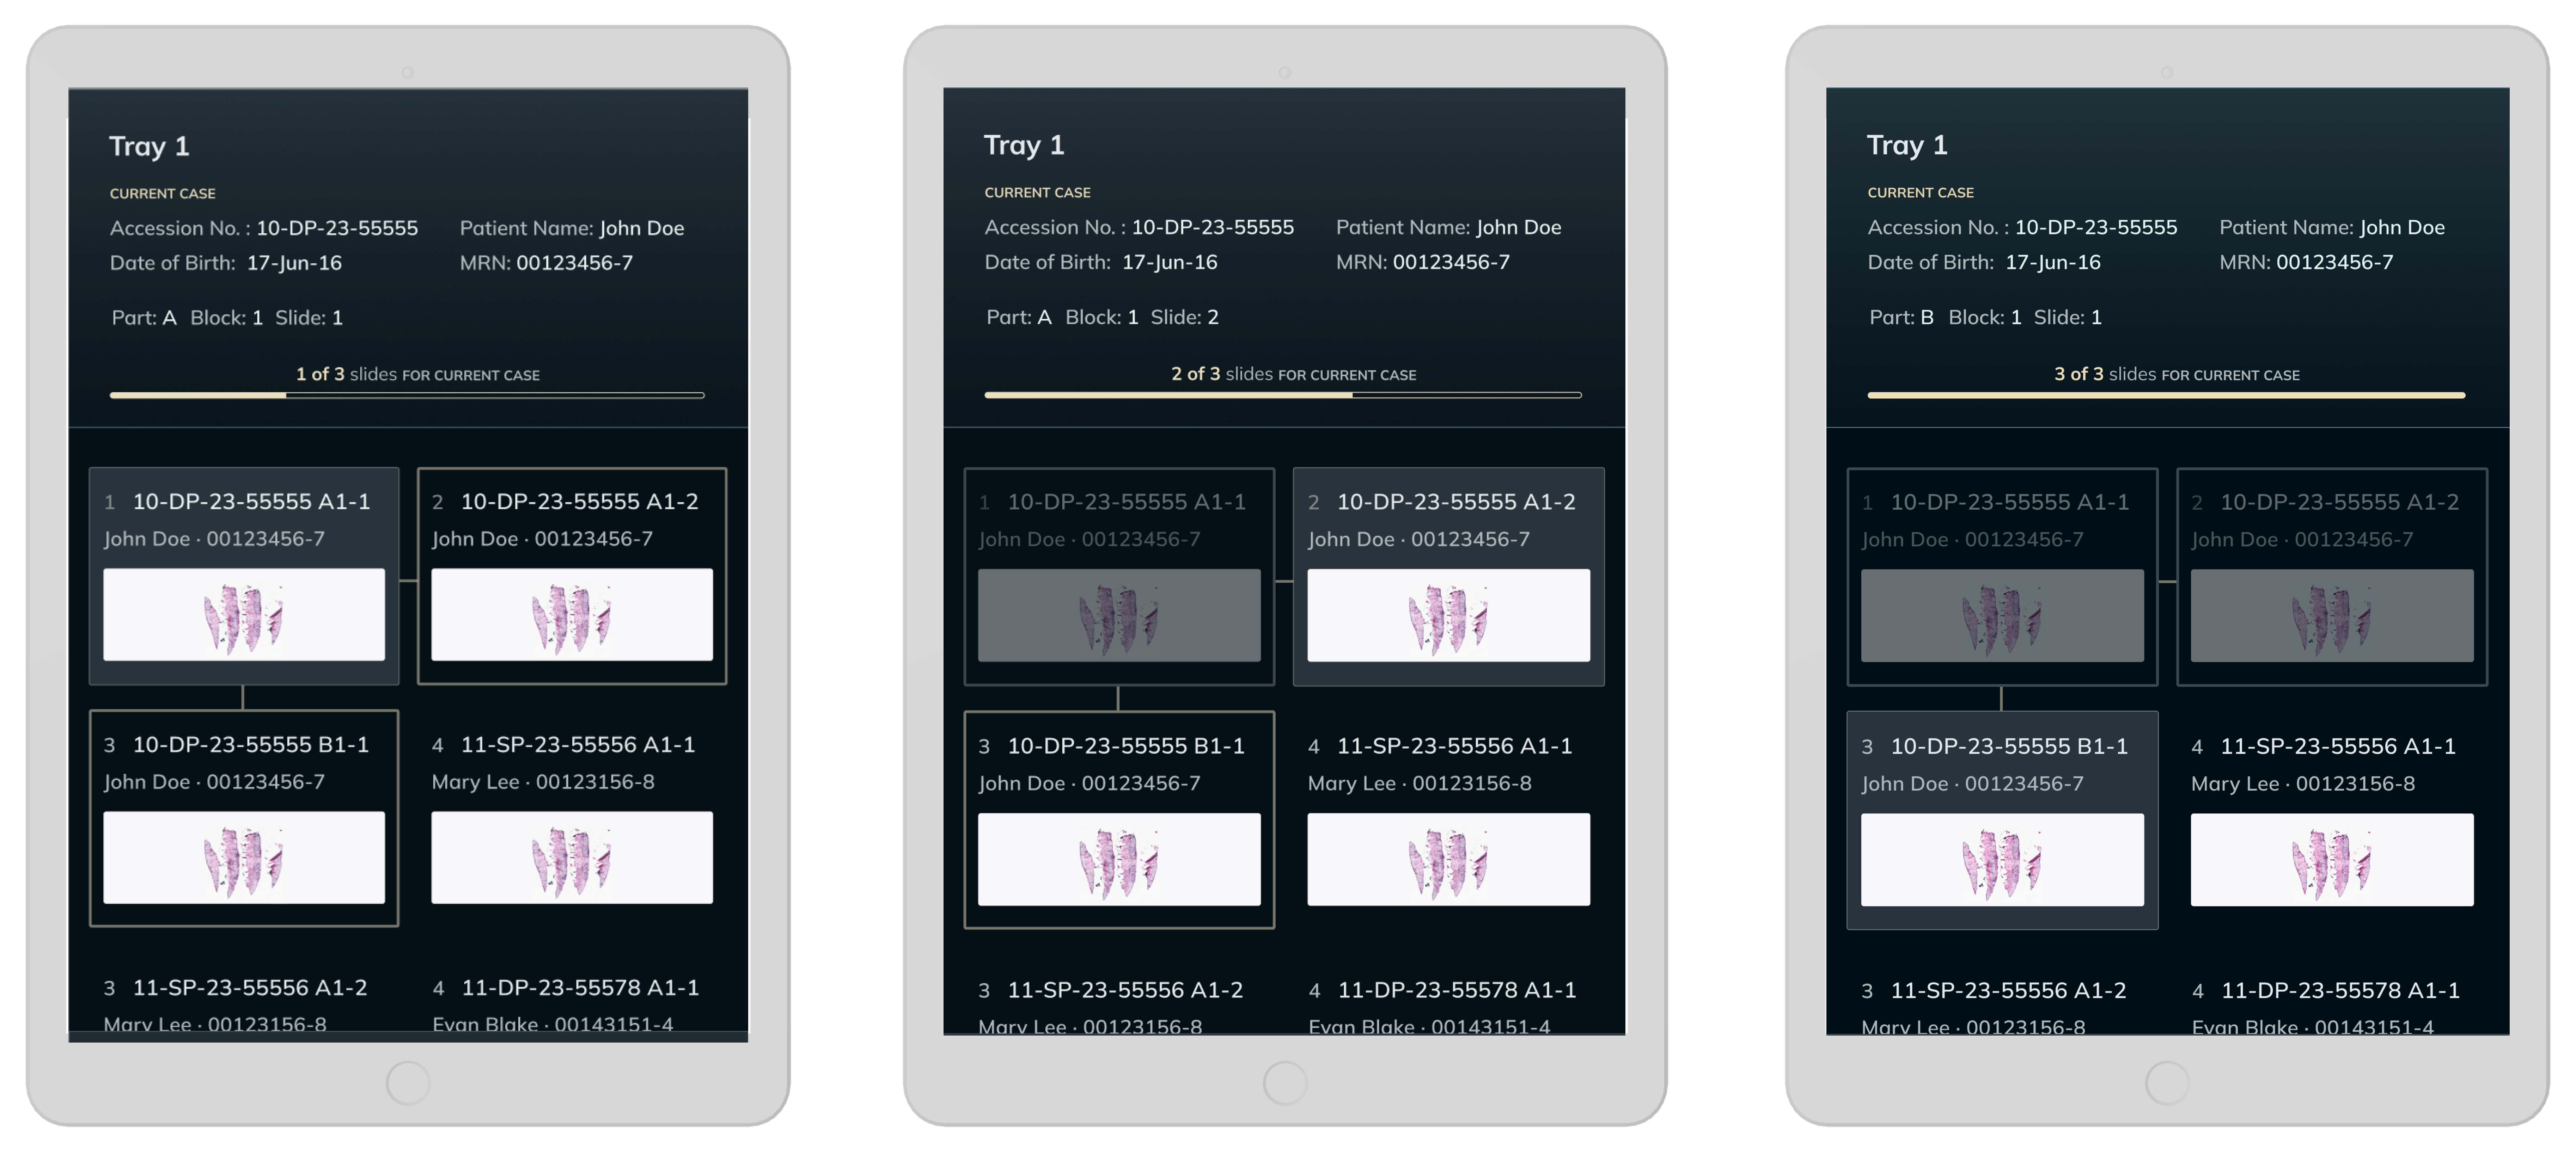 Tray 1
CURRENT CASE
Accession No. : 10-DP-23-55555 Patient Name: John Doe
Date of Birth: 17-Jun-16 MRN: 00123456-7
Part: A Block: 1 Slide: 1
1 of 3 slides FOR CURRENT CASE
1 10-DP-23-55555 A1-1
John Doe · 00123456-7
2 10-DP-23-55555 A1-2
John Doe · 00123456-7
3 10-DP-23-55555 B1-1
John Doe · 00123456-7
4 11-SP-23-55556 A1-1
Mary Lee · 00123156-8
3 11-SP-23-55556 A1-2
Mary Lee · 00123156-8
4 11-DP-23-55578 A1-1
Evan Blake · 00143151-4
Tray 1
CURRENT CASE
Accession No. : 10-DP-23-55555 Patient Name: John Doe
Date of Birth: 17-Jun-16 MRN: 00123456-7
Part: A Block: 1 Slide: 2
2 of 3 slides FOR CURRENT CASE
1 10-DP-23-55555 A1-1
John Doe · 00123456-7
2 10-DP-23-55555 A1-2
John Doe · 00123456-7
3 10-DP-23-55555 B1-1
John Doe · 00123456-7
4 11-SP-23-55556 A1-1
Mary Lee · 00123156-8
3 11-SP-23-55556 A1-2
Mary Lee · 00123156-8
4 11-DP-23-55578 A1-1
Evan Blake · 00143151-4
Tray 1
CURRENT CASE
Accession No. : 10-DP-23-55555 Patient Name: John Doe
Date of Birth: 17-Jun-16 MRN: 00123456-7
Part: B Block: 1 Slide: 1
3 of 3 slides FOR CURRENT CASE
1 10-DP-23-55555 A1-1
John Doe · 00123456-7
2 10-DP-23-55555 A1-2
John Doe · 00123456-7
3 10-DP-23-55555 B1-1
John Doe · 00123456-7
4 11-SP-23-55556 A1-1
Mary Lee · 00123156-8
3 11-SP-23-55556 A1-2
Mary Lee · 00123156-8
4 11-DP-23-55578 A1-1
Evan Blake · 00143151-4